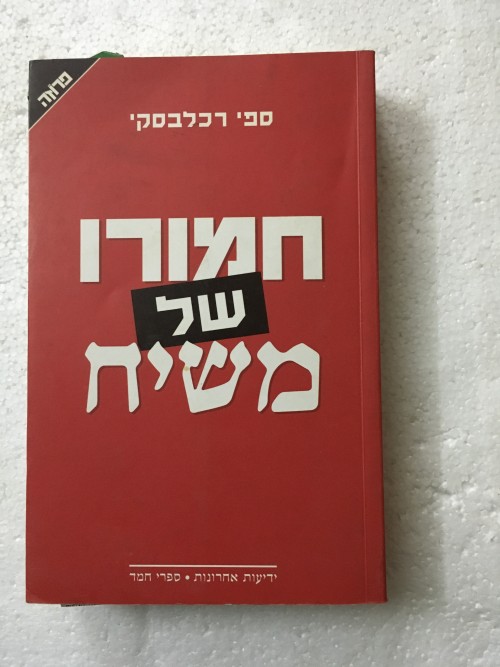 פרוזה
ספי רכלבסקי
חמורו
של
משיח
ידיעות אחרונות • ספרי חמד